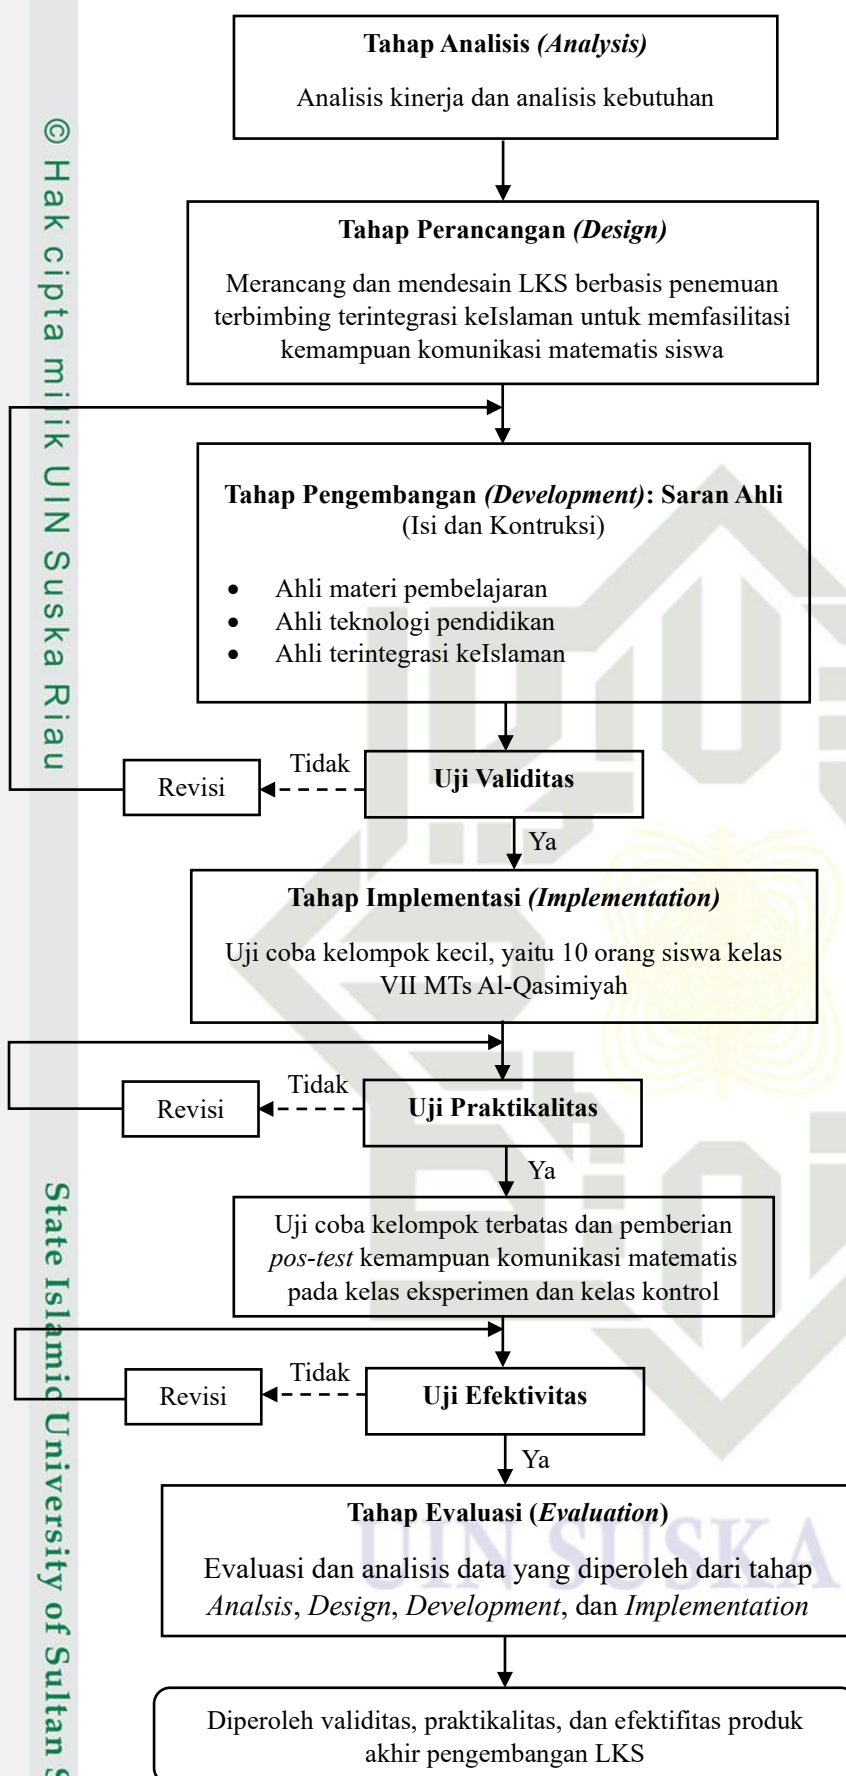 Tahap Analisis (Analysis)
Analisis kinerja dan analisis kebutuhan
Tahap Perancangan (Design)
Merancang dan mendesain LKS berbasis penemuan
terbimbing terintegrasi keIslaman untuk memfasilitasi
kemampuan komunikasi matematis siswa
Tahap Pengembangan (Development): Saran Ahli
(Isi dan Kontruksi)
• Ahli materi pembelajaran
• Ahli teknologi pendidikan
• Ahli terintegrasi keIslaman
Uji Validitas
Tidak
Revisi
Ya
Tahap Implementasi (Implementation)
Uji coba kelompok kecil, yaitu 10 orang siswa kelas
VII MTs Al-Qasimiyah
Uji Praktikalitas
Tidak
Revisi
Ya
Uji coba kelompok terbatas dan pemberian
pos-test kemampuan komunikasi matematis
pada kelas eksperimen dan kelas kontrol
Uji Efektivitas
Tidak
Revisi
Ya
Tahap Evaluasi (Evaluation)
Evaluasi dan analisis data yang diperoleh dari tahap
Analsis, Design, Development, dan Implementation
Diperoleh validitas, praktikalitas, dan efektifitas produk
akhir pengembangan LKS
© Hak cipta milik UIN Suska Riau
State Islamic University of Sultan S
UIN SUSKA